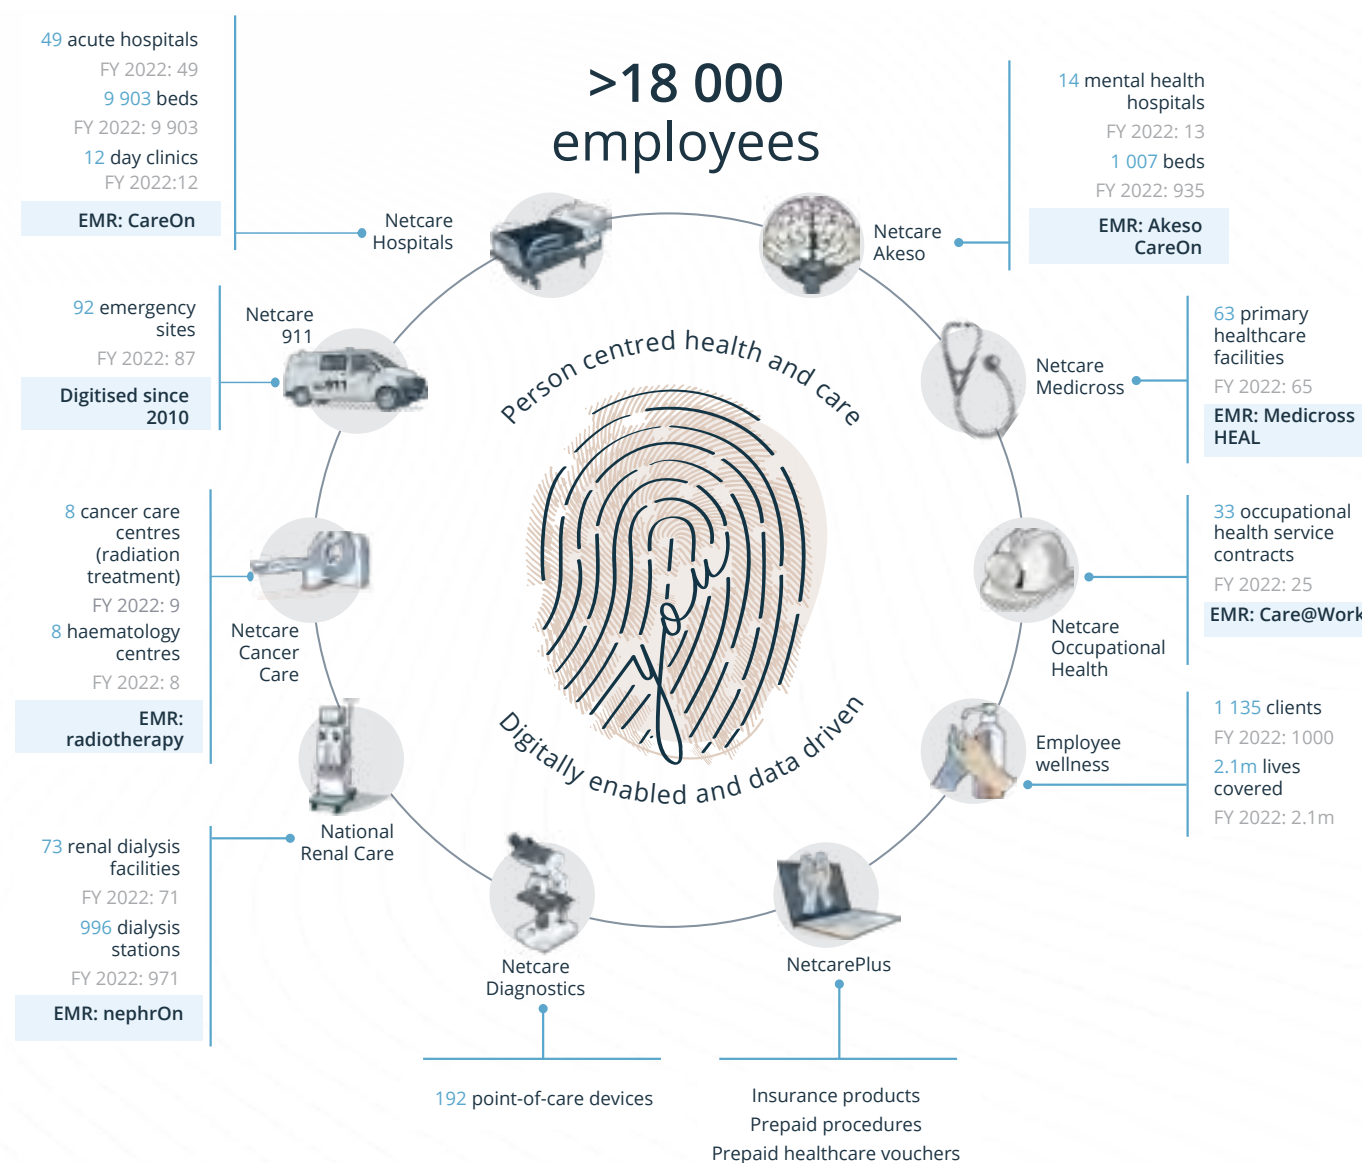 >18 000
employees
49 acute hospitals
FY 2022: 49
9 903 beds
FY 2022: 9 903
12 day clinics
FY 2022:12
EMR: CareOn
Netcare
Hospitals
14 mental health
hospitals
FY 2022: 13
1 007 beds
FY 2022: 935
EMR: Akeso
CareOn
Netcare
Akeso
92 emergency
sites
FY 2022: 87
Digitised since
2010
Netcare
911
911
63 primary
healthcare
facilities
FY 2022: 65
EMR: Medicross
HEAL
Netcare
Medicross
Person centred health and care
you
Digitally enabled and data driven
8 cancer care
centres
(radiation
treatment)
FY 2022: 9
8 haematology
centres
FY 2022: 8
EMR:
radiotherapy
Netcare
Cancer
Care
33 occupational
health service
contracts
FY 2022: 25
EMR: Care@Work
Netcare
Occupational
Health
1 135 clients
FY 2022: 1000
2.1m lives
covered
FY 2022: 2.1m
Employee
wellness
73 renal dialysis
facilities
FY 2022: 71
996 dialysis
stations
FY 2022: 971
EMR: nephrOn
National
Renal Care
Netcare
Diagnostics
192 point-of-care devices
NetcarePlus
Insurance products
Prepaid procedures
Prepaid healthcare vouchers